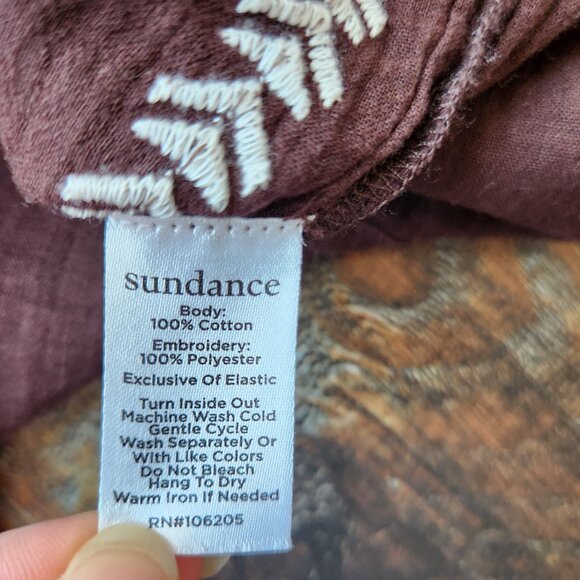 sundance
Body:
100% Cotton
Embroidery:
100% Polyester
Exclusive Of Elastic
Turn Inside Out
Machine Wash Cold
Gentle Cycle
Wash Separately Or
With Like Colors
Do Not Bleach
Hang To Dry
Warm Iron If Needed
RN#106205